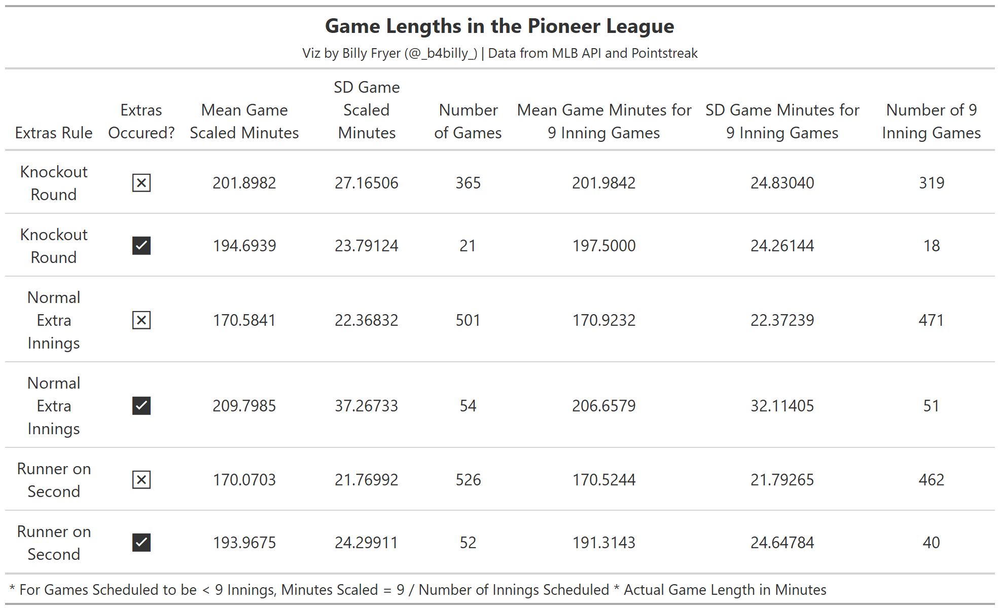 Game Lengths in the Pioneer League
Viz by Billy Fryer (@_b4billy_) | Data from MLB API and Pointstreak
Extras Rule Extras Occured? Mean Game Scaled Minutes SD Game Scaled Minutes Number of Games Mean Game Minutes for 9 Inning Games SD Game Minutes for 9 Inning Games Number of 9 Inning Games
Knockout Round 201.8982 27.16506 365 201.9842 24.83040 319
Knockout Round 194.6939 23.79124 21 197.5000 24.26144 18
Normal Extra Innings 170.5841 22.36832 501 170.9232 22.37239 471
Normal Extra Innings 209.7985 37.26733 54 206.6579 32.11405 51
Runner on Second 170.0703 21.76992 526 170.5244 21.79265 462
Runner on Second 193.9675 24.29911 52 191.3143 24.64784 40
* For Games Scheduled to be < 9 Innings, Minutes Scaled = 9 / Number of Innings Scheduled * Actual Game Length in Minutes